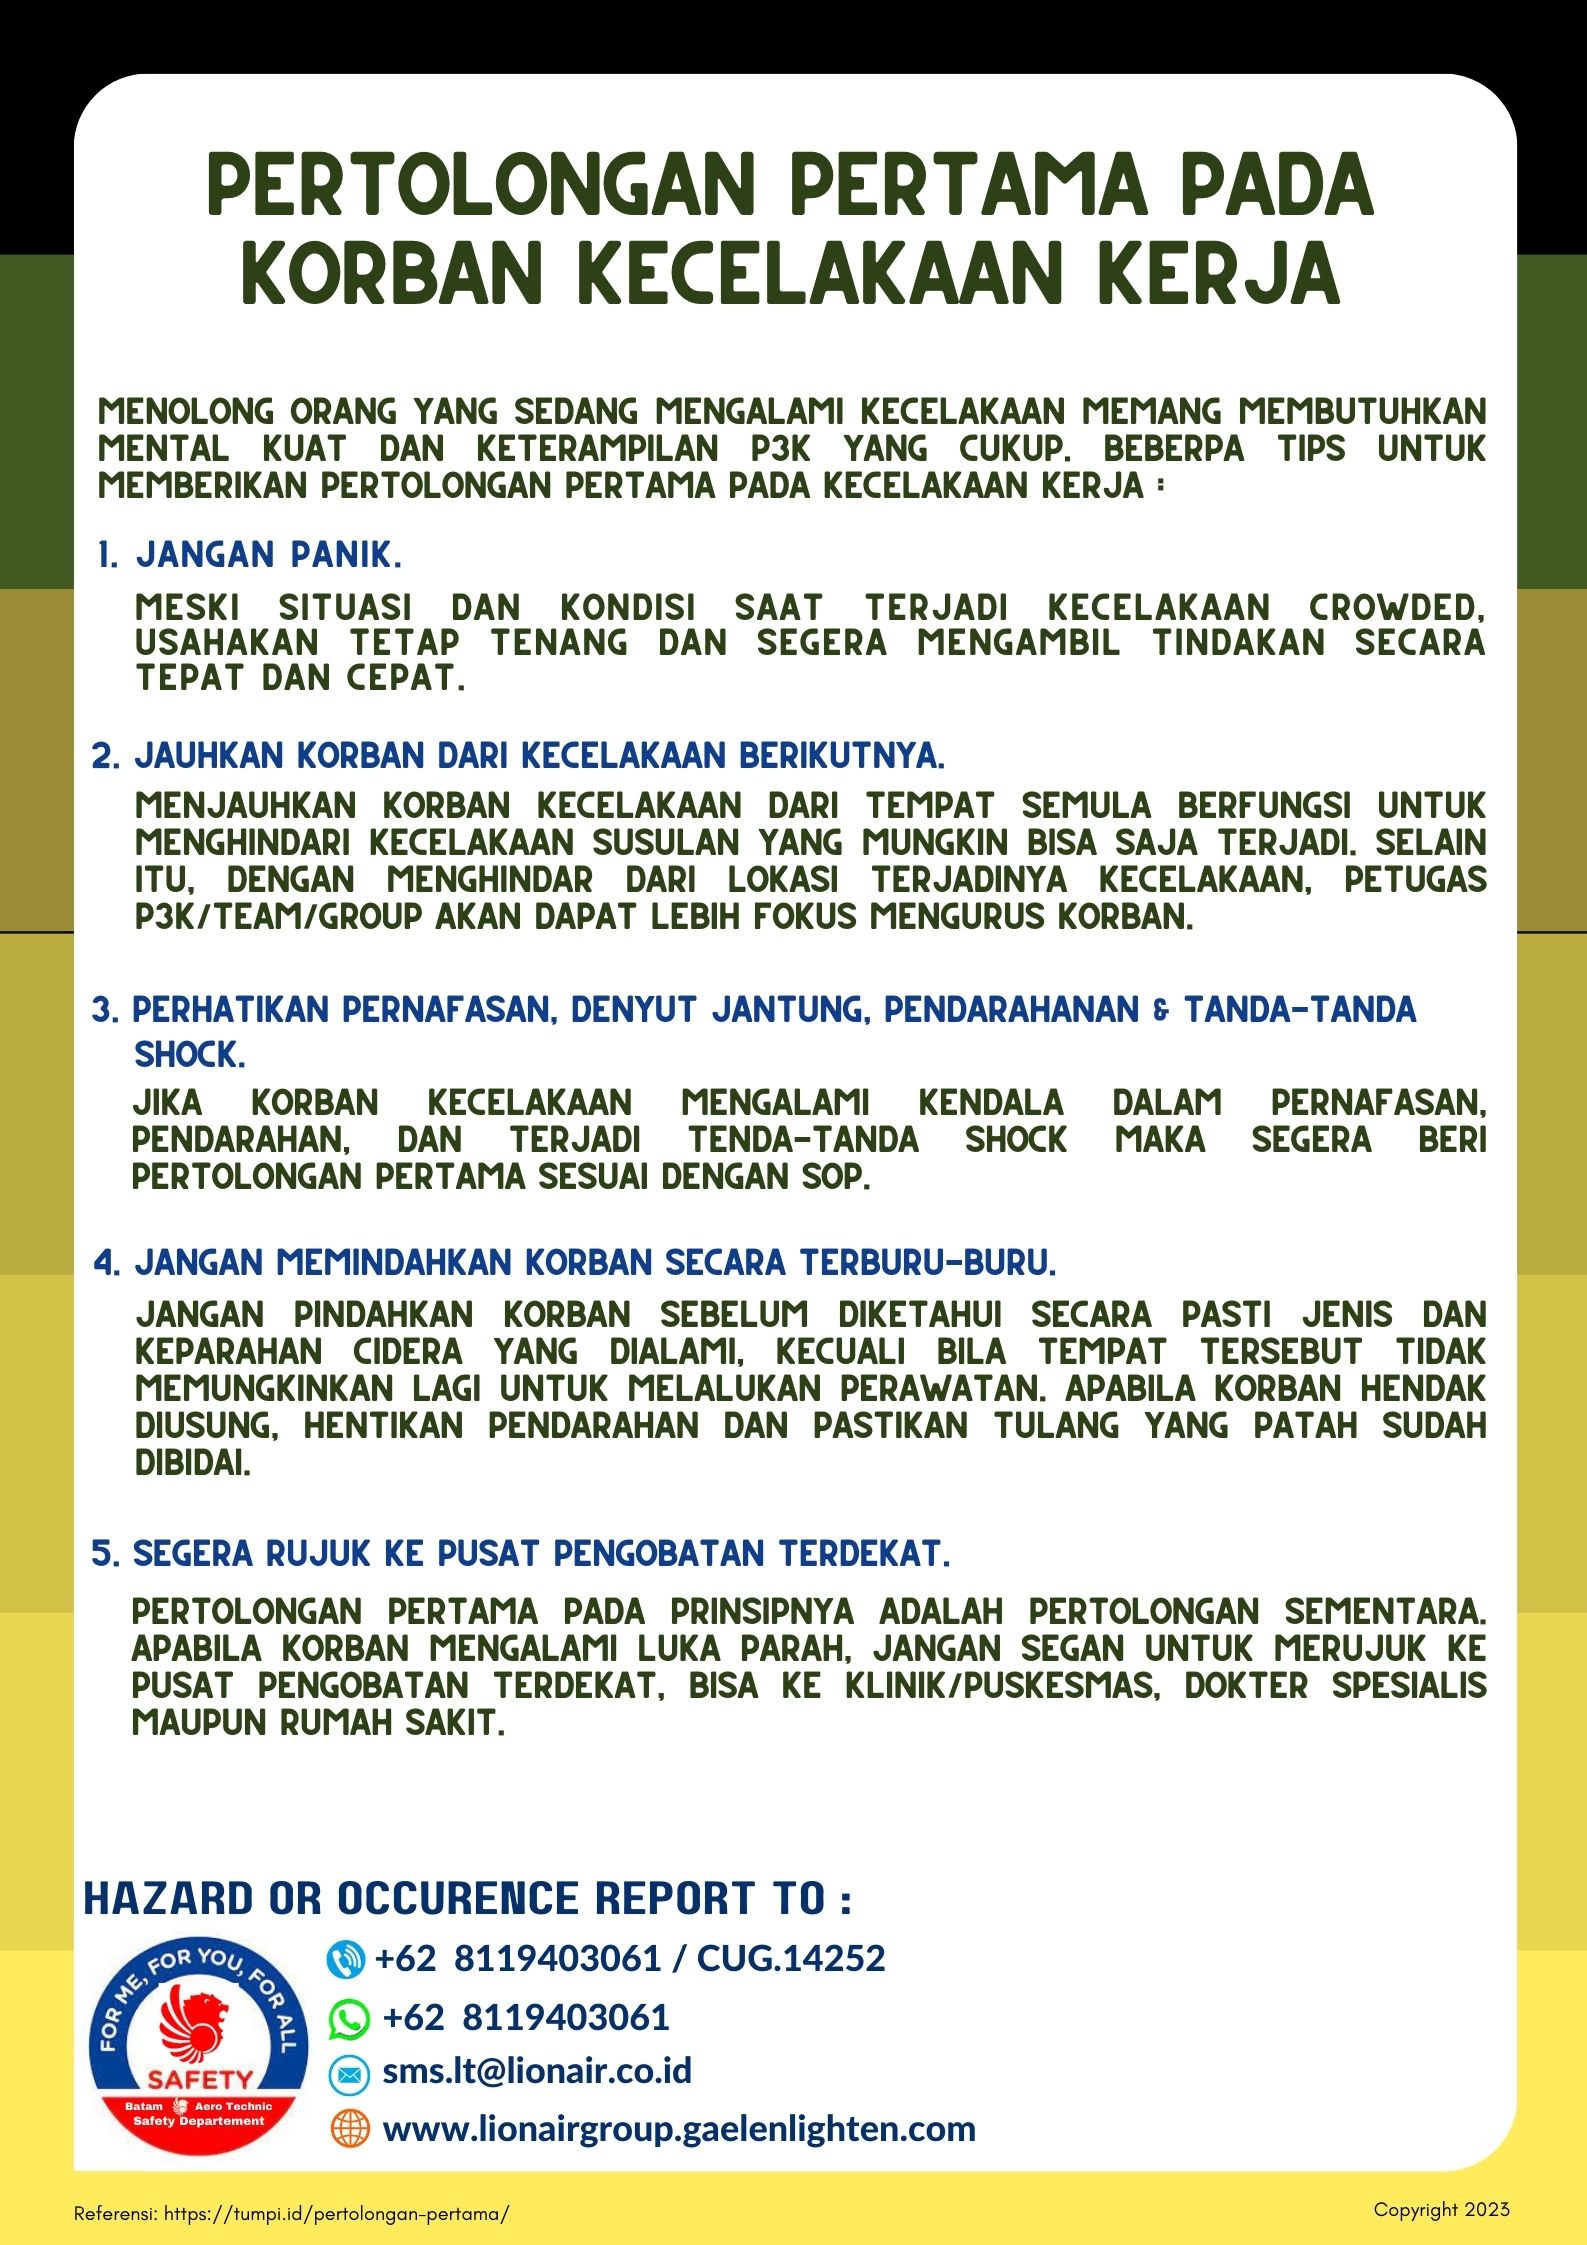 PERTOLONGAN PERTAMA PADA
KORBAN KECELAKAAN KERJA
MENOLONG ORANG YANG SEDANG MENGALAMI KECELAKAAN MEMANG MEMBUTUHKAN
MENTAL KUAT DAN KETERAMPILAN P3K YANG CUKUP. BEBERPA TIPS UNTUK
MEMBERIKAN PERTOLONGAN PERTAMA PADA KECELAKAAN KERJA :
1. JANGAN PANIK.
MESKI SITUASI DAN KONDISI SAAT TERJADI KECELAKAAN CROWDED,
USAHAKAN TETAP TENANG DAN SEGERA MENGAMBIL TINDAKAN SECARA
TEPAT DAN CEPAT.
2. JAUHKAN KORBAN DARI KECELAKAAN BERIKUTNYA.
MENJAUHKAN KORBAN KECELAKAAN DARI TEMPAT SEMULA BERFUNGSI UNTUK
MENGHINDARI KECELAKAAN SUSULAN YANG MUNGKIN BISA SAJA TERJADI. SELAIN
ITU, DENGAN MENGHINDAR DARI LOKASI TERJADINYA KECELAKAAN, PETUGAS
P3K/TEAM/GROUP AKAN DAPAT LEBIH FOKUS MENGURUS KORBAN.
3. PERHATIKAN PERNAFASAN, DENYUT JANTUNG, PENDARAHANAN & TANDA-TANDA
SHOCK.
JIKA KORBAN KECELAKAAN MENGALAMI KENDALA DALAM PERNAFASAN,
PENDARAHAN, DAN TERJADI TENDA-TANDA SHOCK MAKA SEGERA BERI
PERTOLONGAN PERTAMA SESUAI DENGAN SOP.
4. JANGAN MEMINDAHKAN KORBAN SECARA TERBURU-BURU.
JANGAN PINDAHKAN KORBAN SEBELUM DIKETAHUI SECARA PASTI JENIS DAN
KEPARAHAN CIDERA YANG DIALAMI, KECUALI BILA TEMPAT TERSEBUT TIDAK
MEMUNGKINKAN LAGI UNTUK MELALUKAN PERAWATAN. APABILA KORBAN HENDAK
DIUSUNG, HENTIKAN PENDARAHAN DAN PASTIKAN TULANG YANG PATAH SUDAH
DIBIDAI.
5. SEGERA RUJUK KE PUSAT PENGOBATAN TERDEKAT.
PERTOLONGAN PERTAMA PADA PRINSIPNYA ADALAH PERTOLONGAN SEMENTARA.
APABILA KORBAN MENGALAMI LUKA PARAH, JANGAN SEGAN UNTUK MERUJUK KE
PUSAT PENGOBATAN TERDEKAT, BISA KE KLINIK/PUSKESMAS, DOKTER SPESIALIS
MAUPUN RUMAH SAKIT.
HAZARD OR OCCURENCE REPORT TO :
FOR ME, FOR YOU, FOR ALL
SAFETY
Batam Aero Technic
Safety Departement
+62 8119403061 / CUG.14252
+62 8119403061
sms.lt@lionair.co.id
www.lionairgroup.gaelenlighten.com
Referensi: https://tumpi.id/pertolongan-pertama/
Copyright 2023